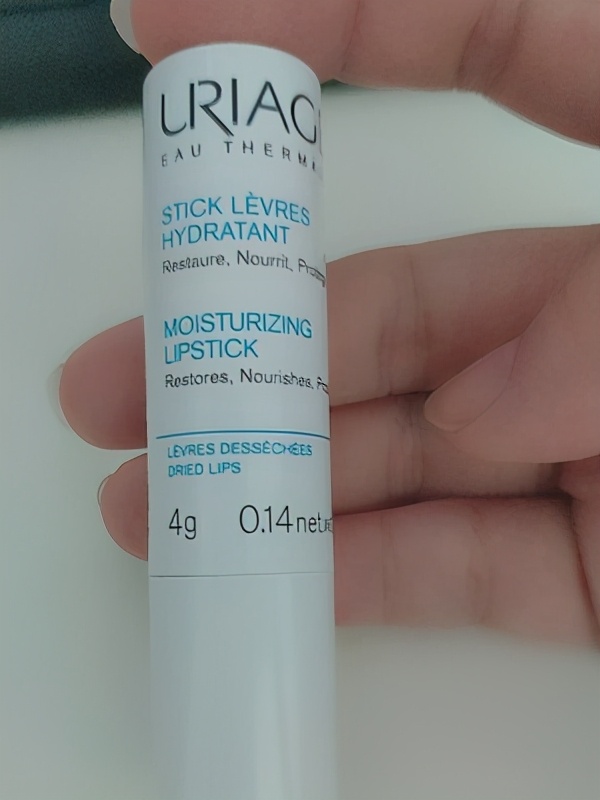 URIAG
EAU THERMA
STICK LÈVRES
HYDRATANT
Restaure, Nourrit,
MOISTURIZING
LIPSTICK
Restores, Nourishes,
LÈVRES DESSÉCHÉES
DRIED LIPS
4g 0.14 net